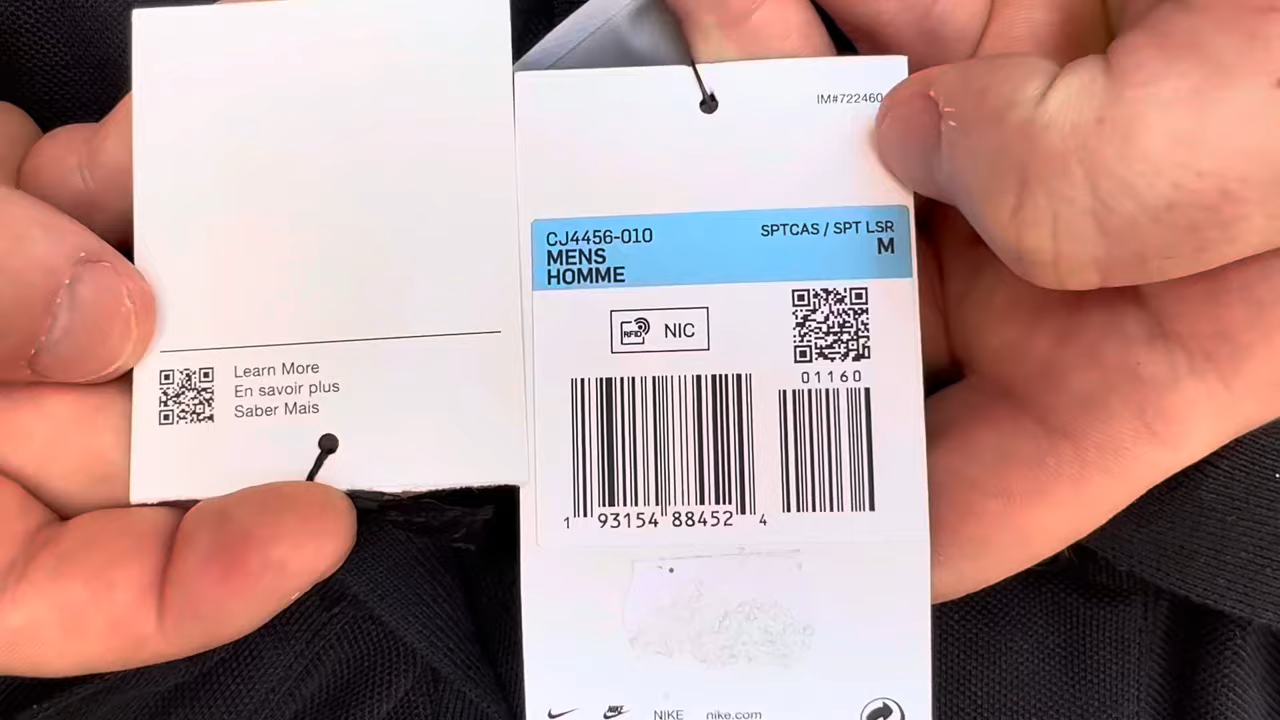 Learn More
En savoir plus
Saber Mais
IM#722460
CJ4456-010
MENS
HOMME
SPTCAS / SPT LSR
M
RFID NIC
01160
1 93154 88452 4
NIKE
NIKE nike.com